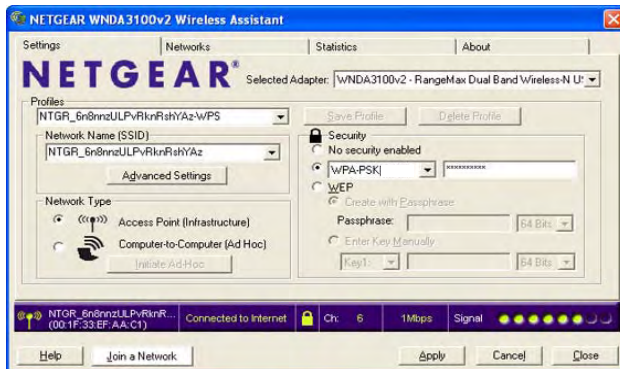 NETGEAR WNDA3100v2 Wireless Assistant
Settings Networks Statistics About
NETGEAR® Selected Adapter: WNDA3100v2 - RangeMax Dual Band Wireless-N U
Profiles
NTGR_6n8nnzULPvRknRshYAz-WPS Save Profile Delete Profile
Network Name (SSID)
NTGR_6n8nnzULPvRknRshYAz
Advanced Settings
Network Type
Access Point (Infrastructure)
Computer-to-Computer (Ad Hoc)
Initiate Ad-Hoc
Security
No security enabled
WPA-PSK **********
WEP
Create with Passphrase
Passphrase: 64 Bits
Enter Key Manually
Key1: 64 Bits
NTGR_6n8nnzULPvRknR... Connected to Internet Ch: 6 1Mbps Signal
(00:1F:33:EF:AA:C1)
Help Join a Network Apply Cancel Close